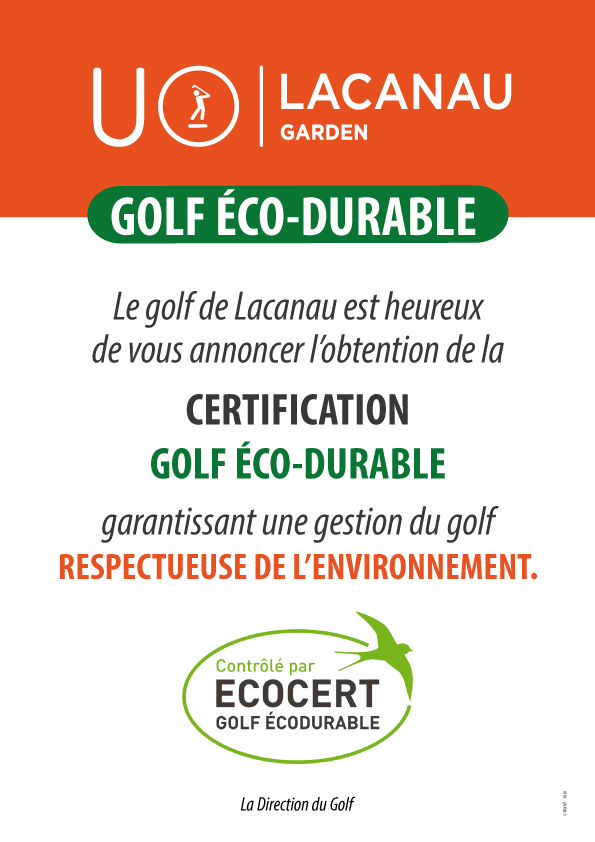 UO | LACANAU
GARDEN
GOLF ÉCO-DURABLE
Le golf de Lacanau est heureux
de vous annoncer l'obtention de la
CERTIFICATION
GOLF ÉCO-DURABLE
garantissant une gestion du golf
RESPECTUEUSE DE L'ENVIRONNEMENT.
Contrôlé par
ECOCERT
GOLF ÉCODURABLE
La Direction du Golf